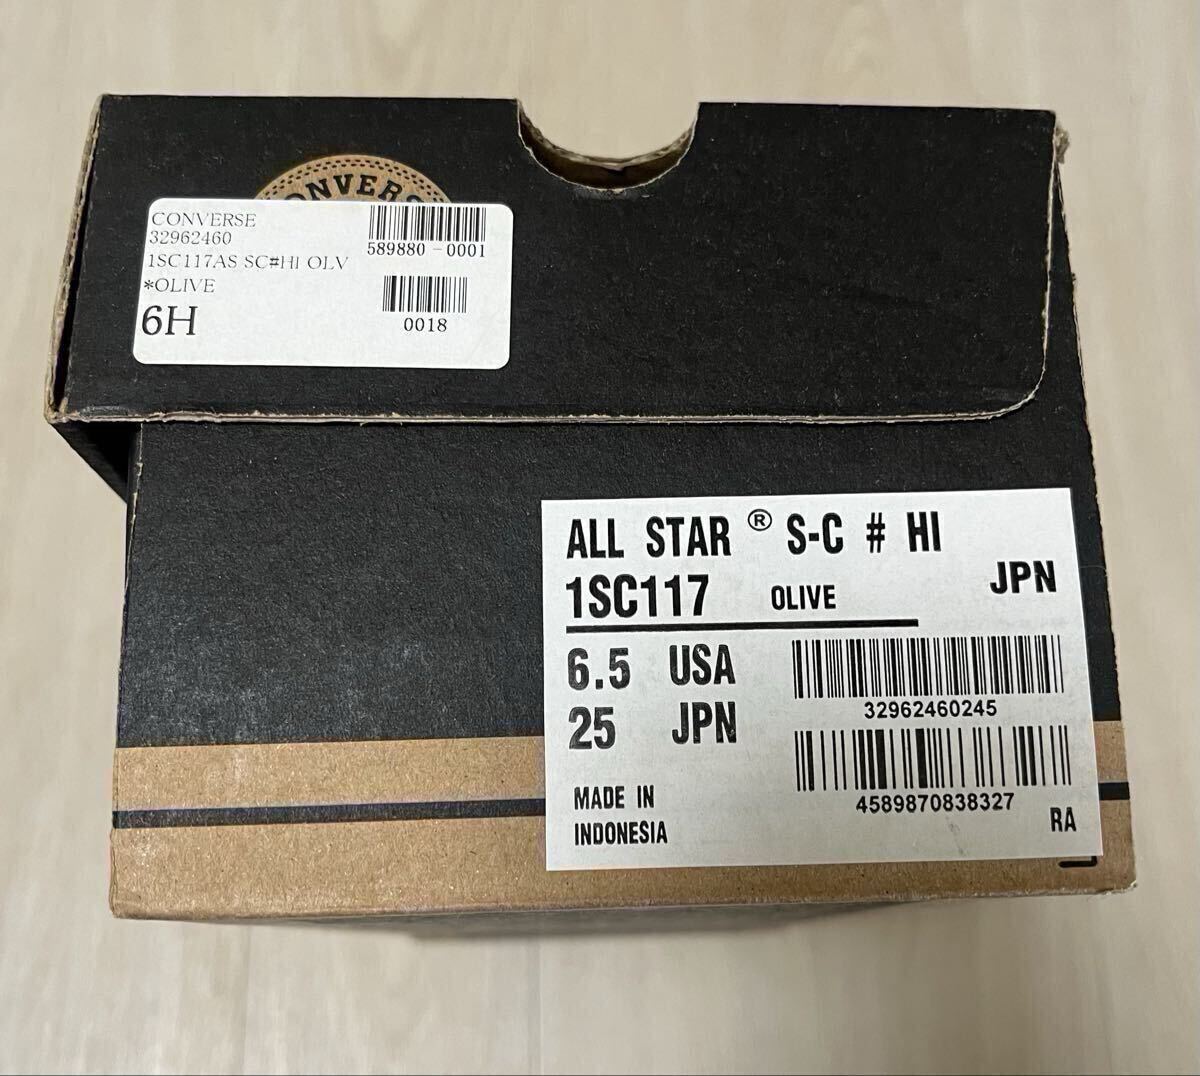 CONVERSE
32962460
1SC117AS SC#HI OLV
*OLIVE
6H
589880-0001
0018
ALL STAR® S-C # HI
1SC117 OLIVE JPN
6.5 USA
25 JPN
32962460245
4589870838327
MADE IN
INDONESIA
RA